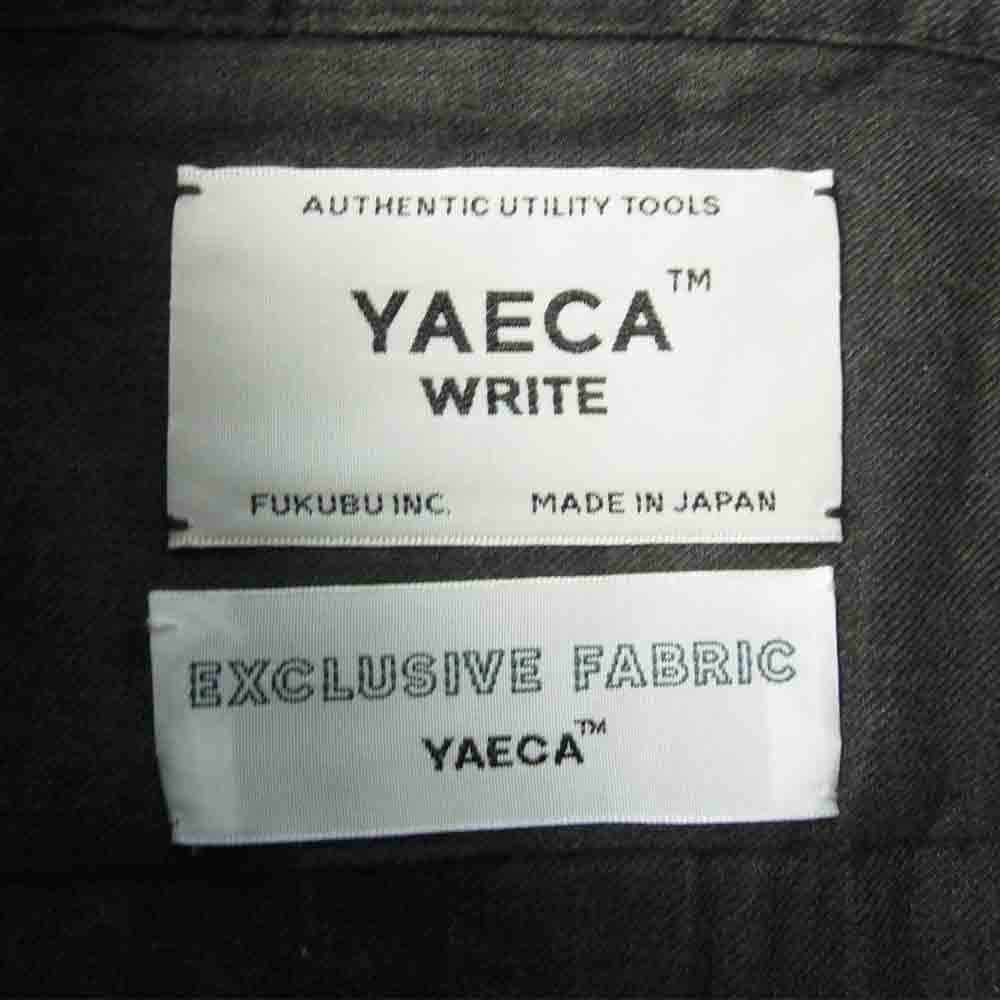 AUTHENTIC UTILITY TOOLS
YAECA™
WRITE
FUKUBU INC. MADE IN JAPAN
EXCLUSIVE FABRIC
YAECA™